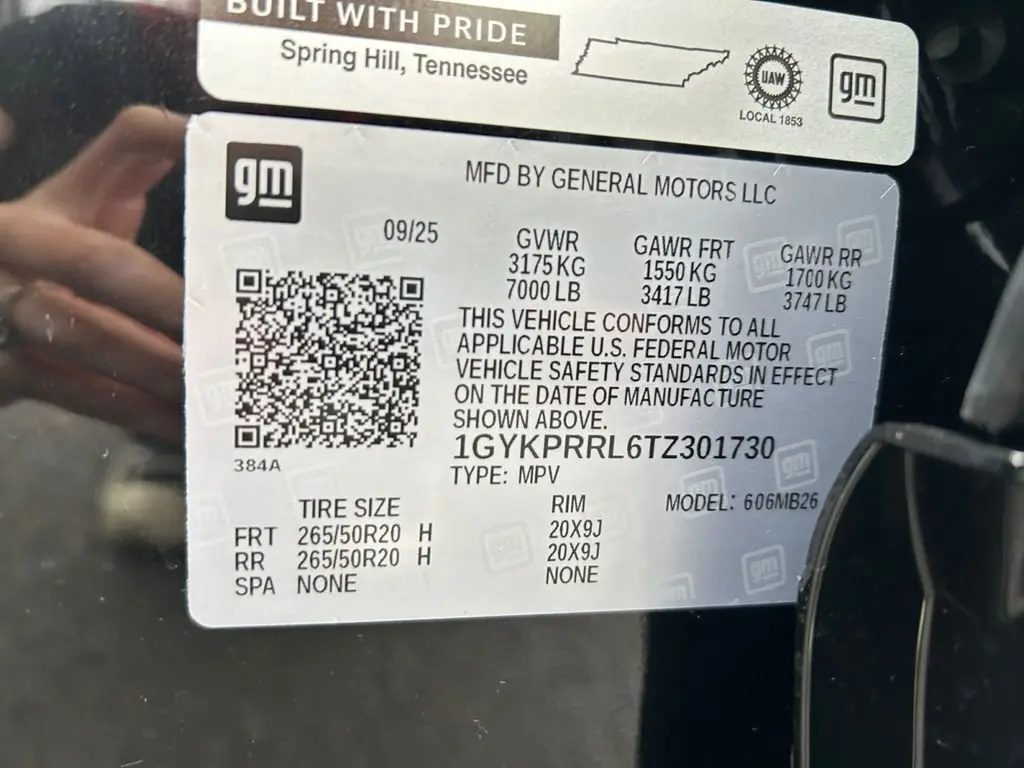 BUILT WITH PRIDE
Spring Hill, Tennessee
UAW
LOCAL 1853
gm
gm
MFD BY GENERAL MOTORS LLC
09/25
GVWR GAWR FRT GAWR RR
3175 KG 1550 KG 1700 KG
7000 LB 3417 LB 3747 LB
THIS VEHICLE CONFORMS TO ALL
APPLICABLE U.S. FEDERAL MOTOR
VEHICLE SAFETY STANDARDS IN EFFECT
ON THE DATE OF MANUFACTURE
SHOWN ABOVE.
1GYKPRRL6TZ301730
384A
TYPE: MPV
TIRE SIZE RIM MODEL: 606MB26
FRT 265/50R20 H 20X9J
RR 265/50R20 H 20X9J
SPA NONE NONE